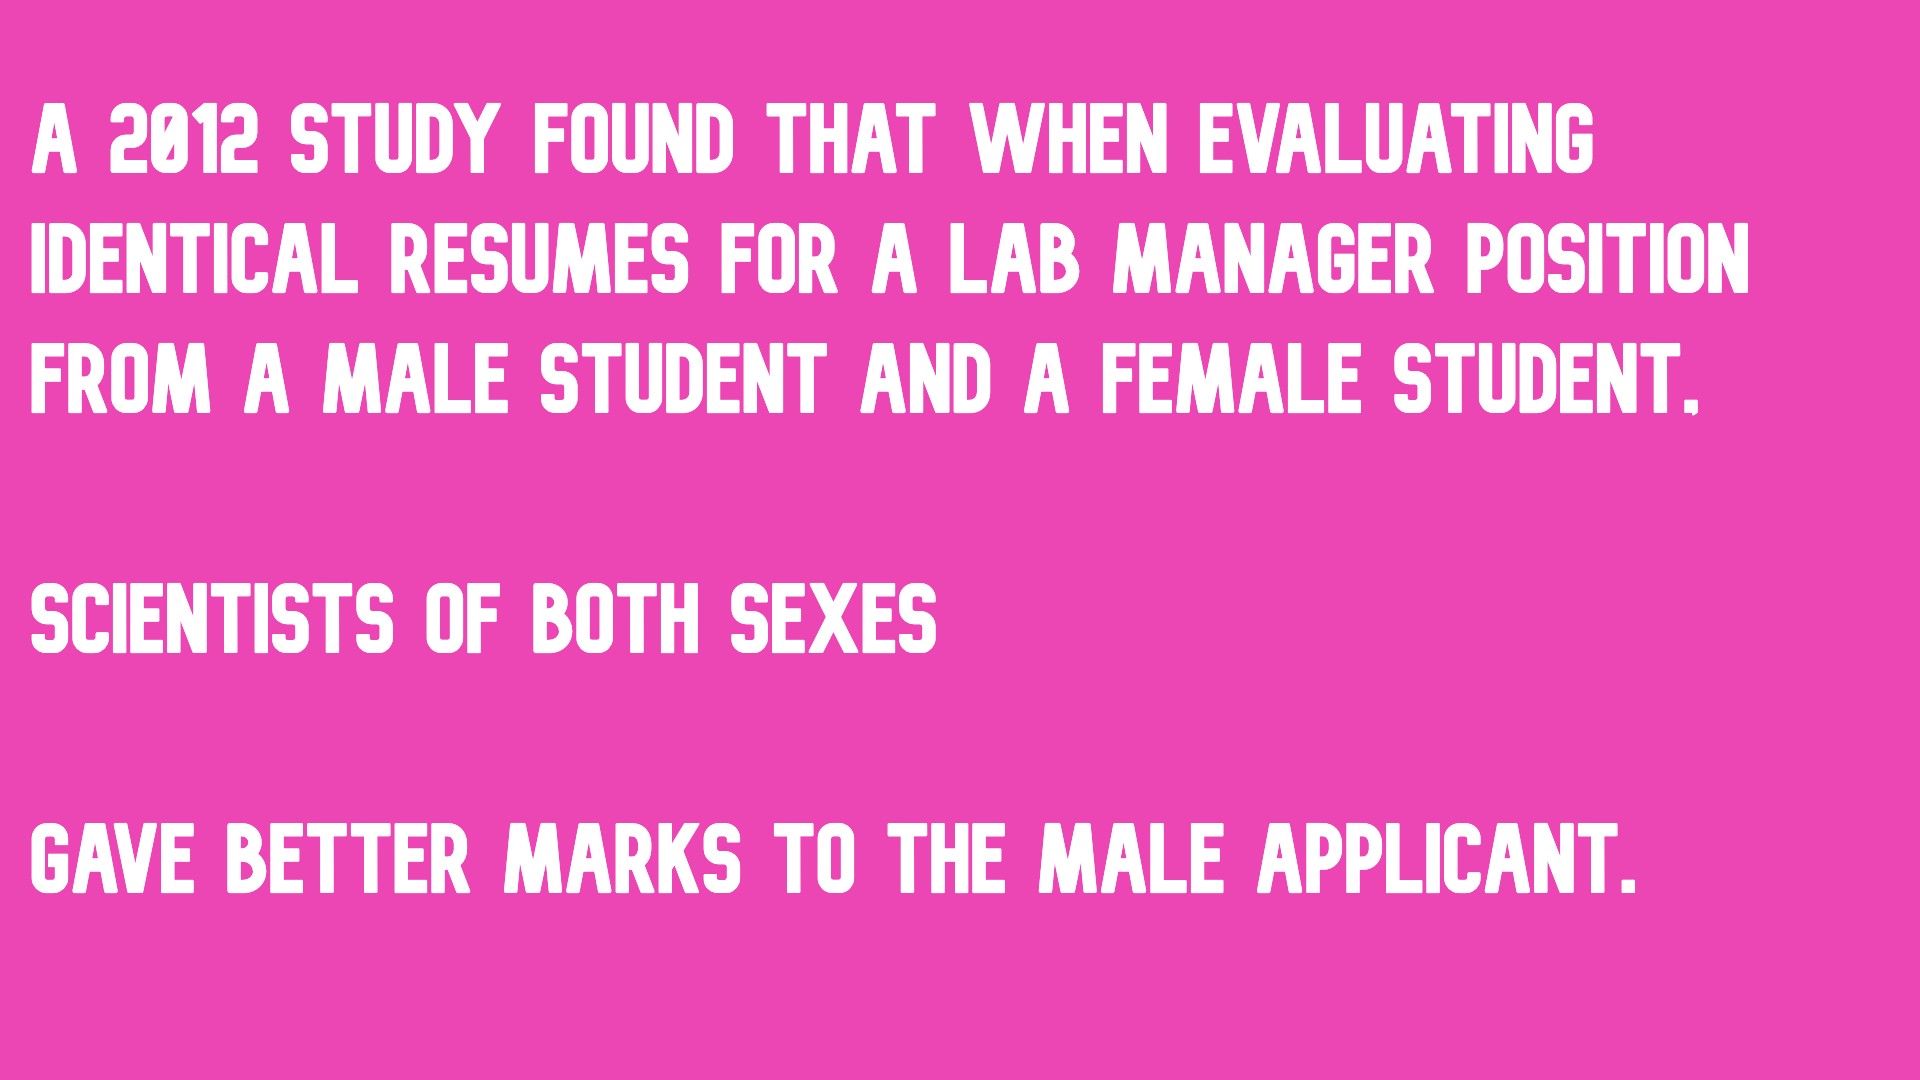 A 2012 STUDY FOUND THAT WHEN EVALUATING
IDENTICAL RESUMES FOR A LAB MANAGER POSITION
FROM A MALE STUDENT AND A FEMALE STUDENT,
SCIENTISTS OF BOTH SEXES
GAVE BETTER MARKS TO THE MALE APPLICANT.